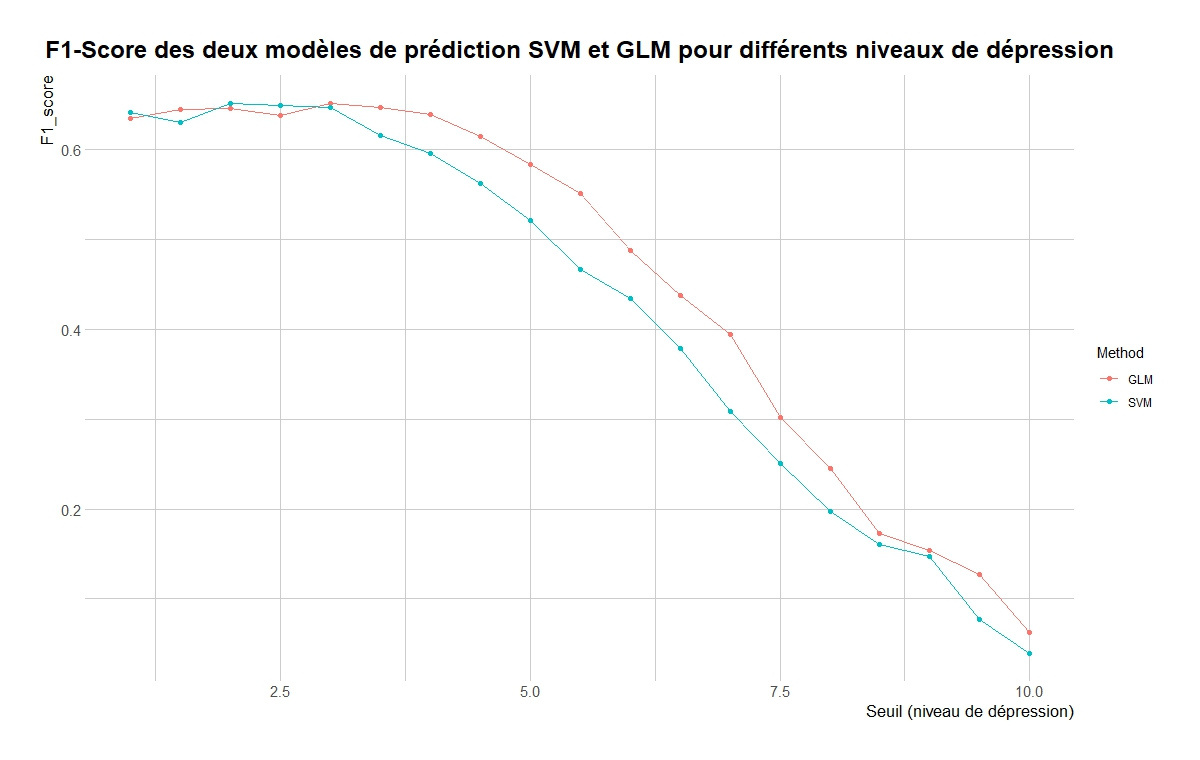 F1-Score des deux modèles de prédiction SVM et GLM pour différents niveaux de dépression
F1_score
0.6
0.4
0.2
2.5
5.0
7.5
10.0
Seuil (niveau de dépression)
Method
GLM
SVM